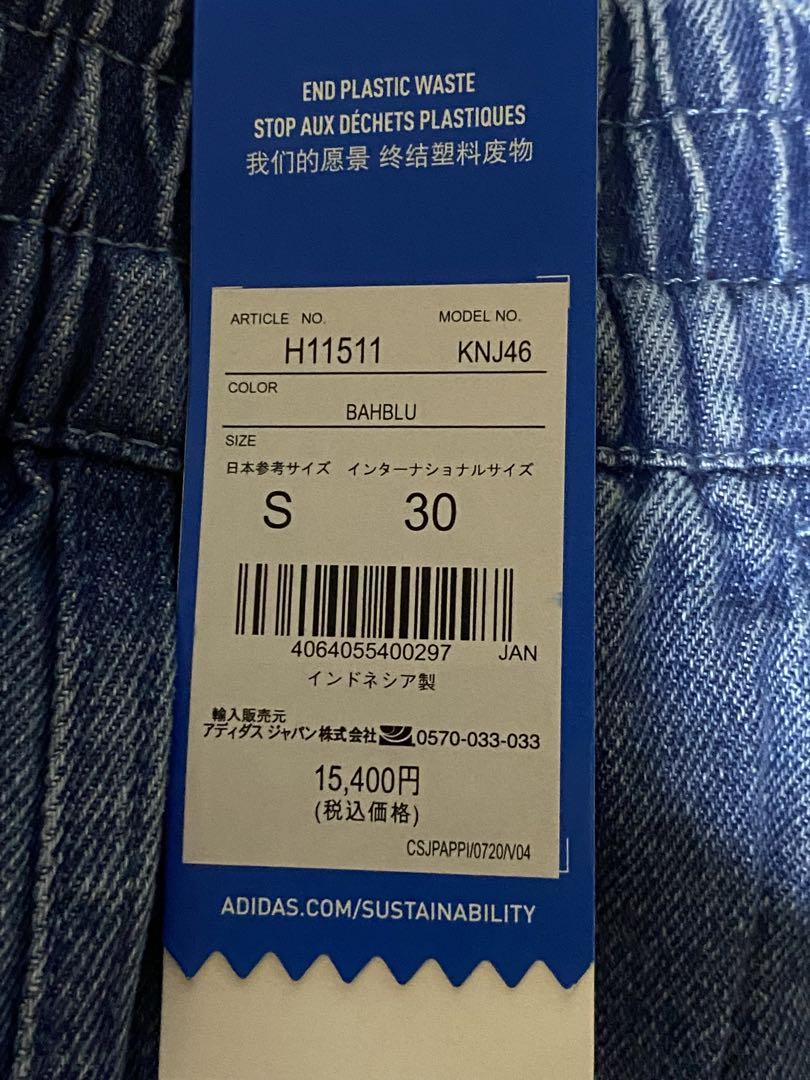 END PLASTIC WASTE
STOP AUX DÉCHETS PLASTIQUES
我们的愿景 终结塑料废物
ARTICLE NO. MODEL NO.
H11511 KNJ46
COLOR
BAHBLU
SIZE
日本参考サイズ インターナショナルサイズ
S 30
4064055400297 JAN
インドネシア製
輸入販売元
アディダス ジャパン株式会社 0570-033-033
15,400円
(税込価格)
CSJPAPPI/0720/V04
ADIDAS.COM/SUSTAINABILITY